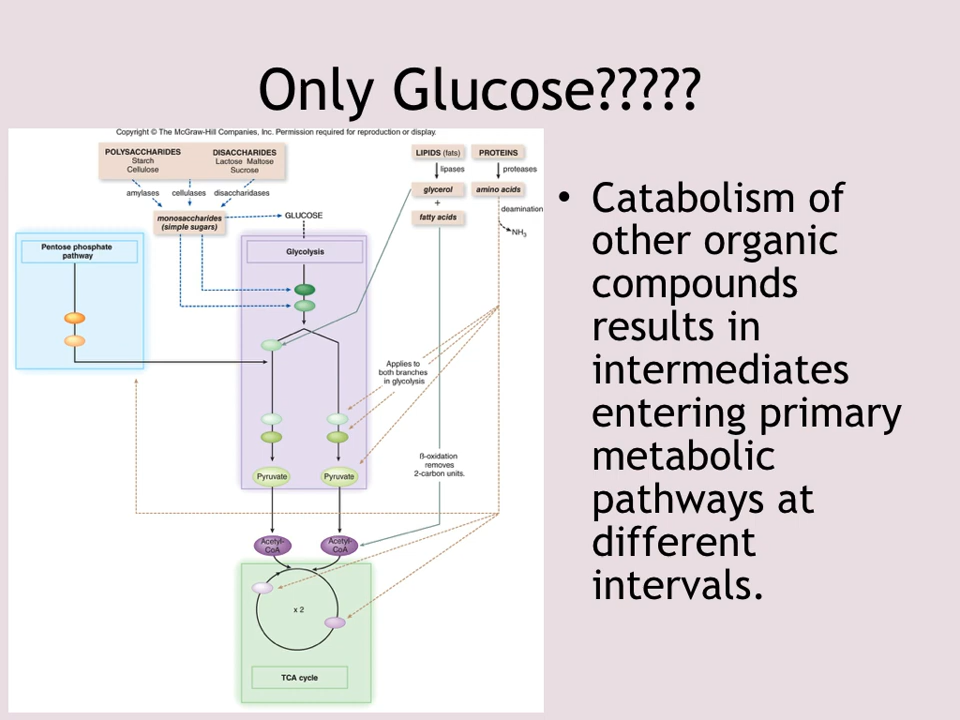 Only Glucose?????
Copyright © The McGraw-Hill Companies, Inc. Permission required for reproduction or display.
POLYSACCHARIDES
Starch
Cellulose
DISACCHARIDES
Lactose Maltose
Sucrose
LIPIDS (fats)
PROTEINS
lipases
proteases
amylases
cellulases
disaccharidases
glycerol
amino acids
+
deamination
monosaccharides
(simple sugars)
GLUCOSE
fatty acids
NH3
Pentose phosphate
pathway
Glycolysis
Applies to
both branches
in glycolysis
ß-oxidation
removes
2-carbon units.
Pyruvate
Pyruvate
Acetyl-
CoA
Acetyl-
CoA
x 2
TCA cycle
• Catabolism of
other organic
compounds
results in
intermediates
entering primary
metabolic
pathways at
different
intervals.